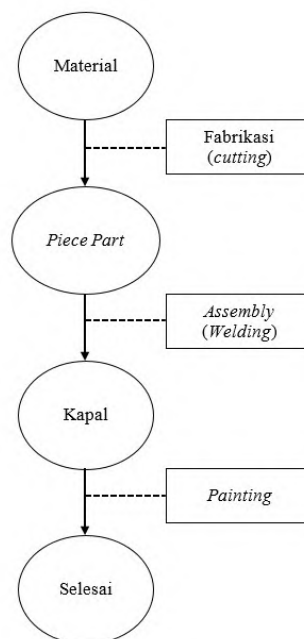 Material
Fabrikasi
(cutting)
Piece Part
Assembly
(Welding)
Kapal
Painting
Selesai